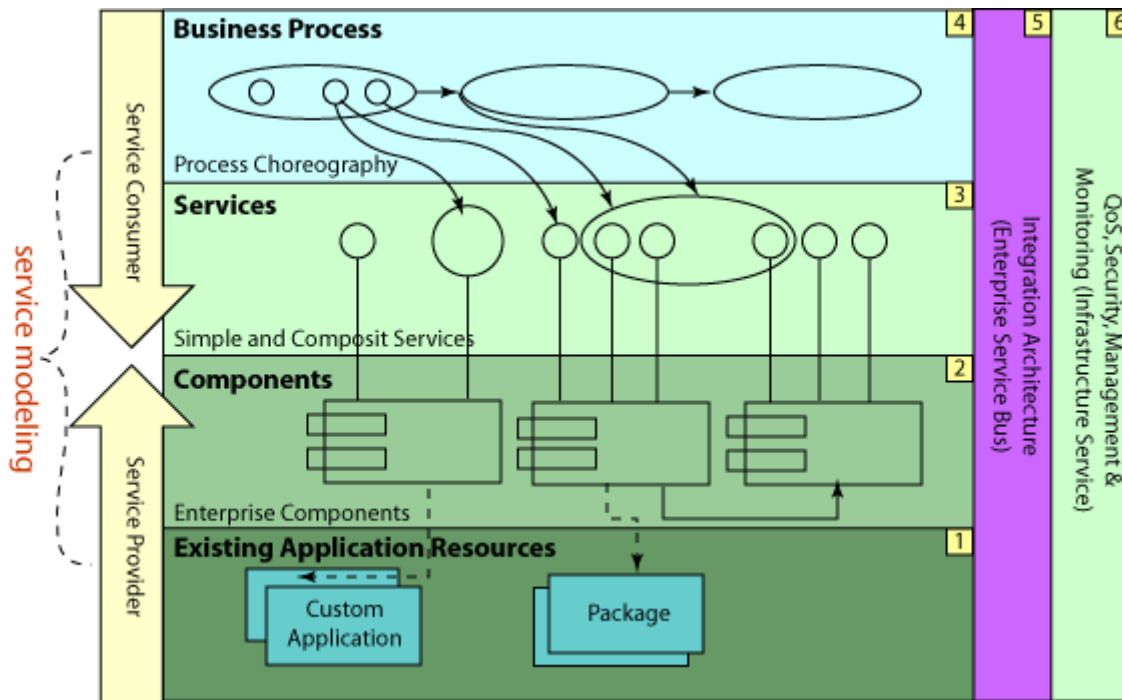 Business Process
4
Process Choreography
Services
3
Simple and Composit Services
Components
2
Enterprise Components
Existing Application Resources
1
Custom
Application
Package
service modeling
Service Consumer
Service Provider
5
Integration Architecture
(Enterprise Service Bus)
6
QoS, Security, Management &
Monitoring (Infrastructure Service)